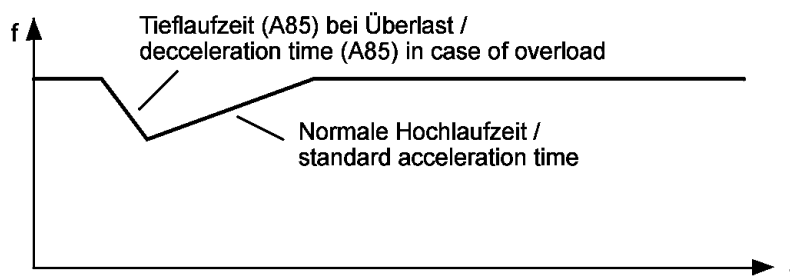 f
Tieflaufzeit (A85) bei Überlast /
decceleration time (A85) in case of overload
Normale Hochlaufzeit /
standard acceleration time